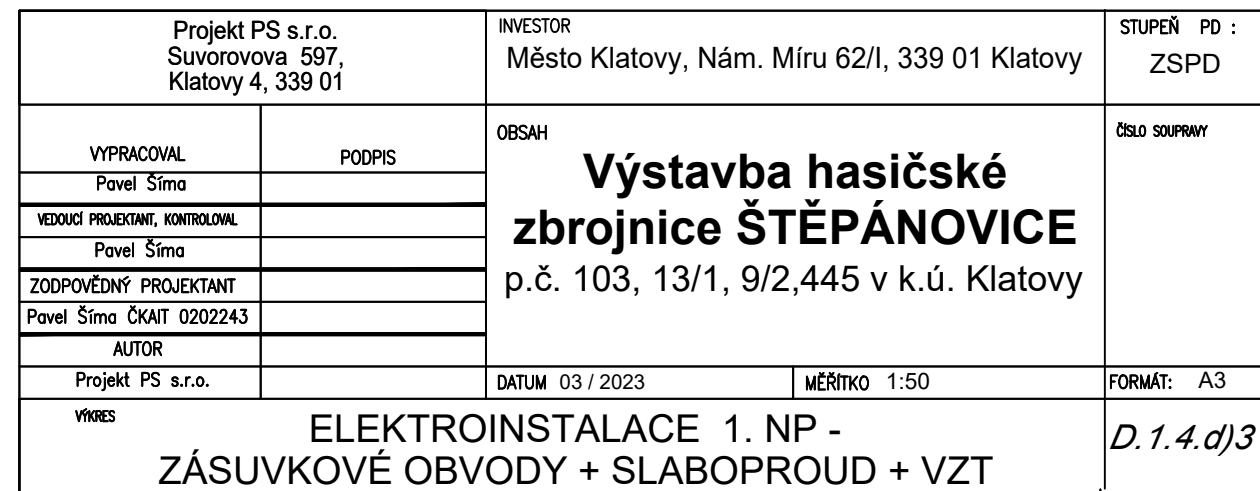 Projekt PS s.r.o.
Suvorovova 597,
Klatovy 4, 339 01
INVESTOR
Město Klatovy, Nám. Míru 62/I, 339 01 Klatovy
STUPEŇ PD :
ZSPD
VYPRACOVAL
PODPIS
Pavel Šíma
VEDOUCÍ PROJEKTANT, KONTROLOVAL
Pavel Šíma
ZODPOVĚDNÝ PROJEKTANT
Pavel Šíma ČKAIT 0202243
AUTOR
Projekt PS s.r.o.
OBSAH
Výstavba hasičské
zbrojnice ŠTĚPÁNOVICE
p.č. 103, 13/1, 9/2,445 v k.ú. Klatovy
ČÍSLO SOUPRAVY
DATUM 03 / 2023
MĚŘÍTKO 1:50
FORMÁT: A3
VÝKRES
ELEKTROINSTALACE 1. NP -
ZÁSUVKOVÉ OBVODY + SLABOPROUD + VZT
D.1.4.d)3